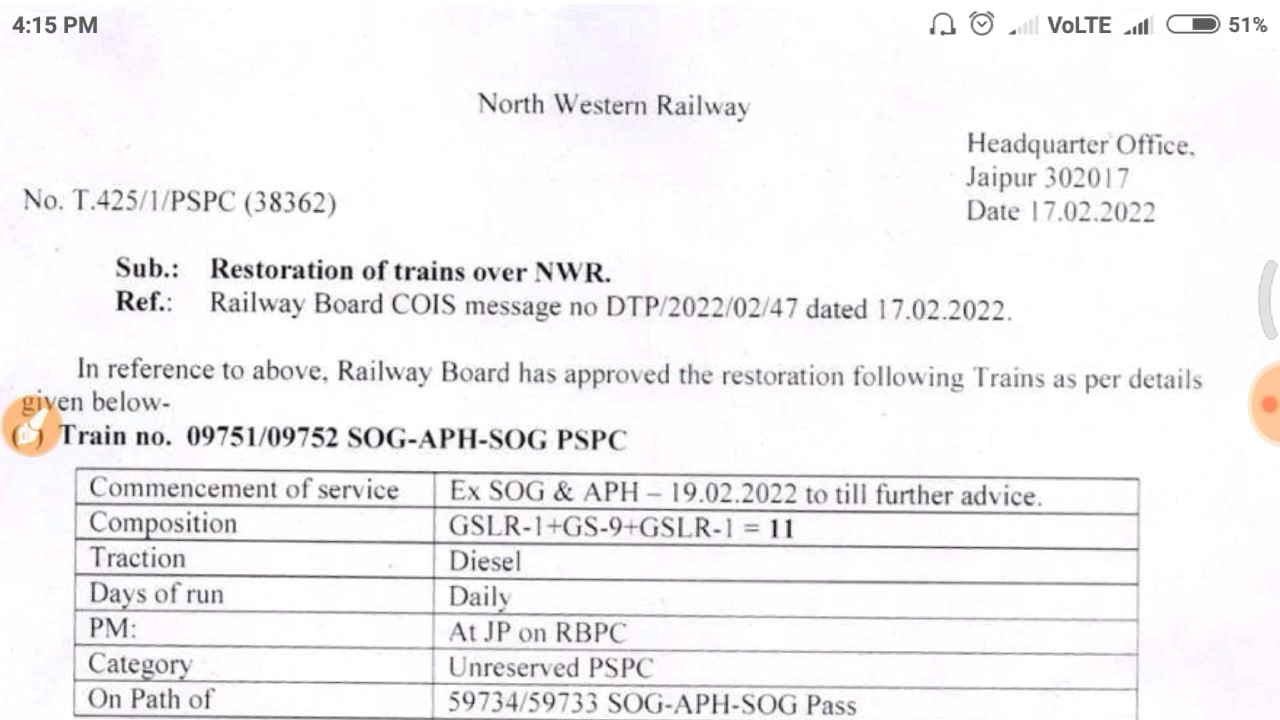 4:15 PM
VoLTE 51%
North Western Railway
Headquarter Office,
Jaipur 302017
No. T.425/1/PSPC (38362)
Date 17.02.2022
Sub.: Restoration of trains over NWR.
Ref.: Railway Board COIS message no DTP/2022/02/47 dated 17.02.2022.
In reference to above, Railway Board has approved the restoration following Trains as per details
given below-
Train no. 09751/09752 SOG-APH-SOG PSPC
Commencement of service Ex SOG & APH – 19.02.2022 to till further advice.
Composition GSLR-1+GS-9+GSLR-1 = 11
Traction Diesel
Days of run Daily
PM: At JP on RBPC
Category Unreserved PSPC
On Path of 59734/59733 SOG-APH-SOG Pass